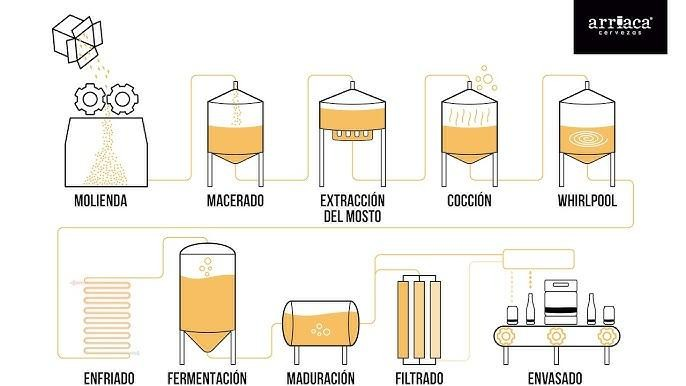 arriaca
cervezas
MOLIENDA
MACERADO
EXTRACCIÓN
DEL MOSTO
COCCIÓN
WHIRLPOOL
ENFRIADO
FERMENTACIÓN
MADURACIÓN
FILTRADO
ENVASADO